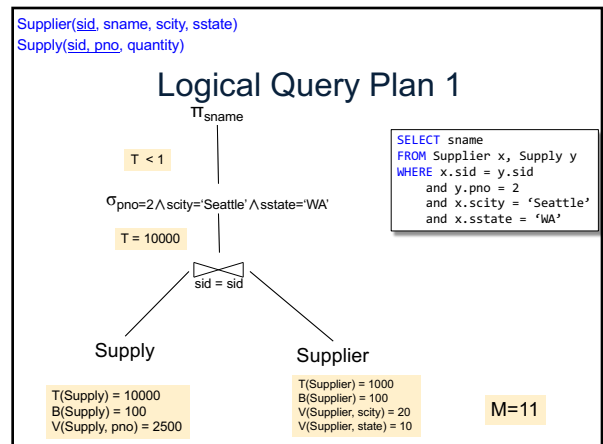 Supplier(sid, sname, scity, sstate)
Supply(sid, pno, quantity)
Logical Query Plan 1
πsname
T < 1
SELECT sname
FROM Supplier x, Supply y
WHERE x.sid = y.sid
and y.pno = 2
and x.scity = ‘Seattle’
and x.sstate = ‘WA’
σpno=2∧scity=‘Seattle’∧sstate=‘WA’
T = 10000
sid = sid
Supply
Supplier
T(Supply) = 10000
B(Supply) = 100
V(Supply, pno) = 2500
T(Supplier) = 1000
B(Supplier) = 100
V(Supplier, scity) = 20
V(Supplier, state) = 10
M=11